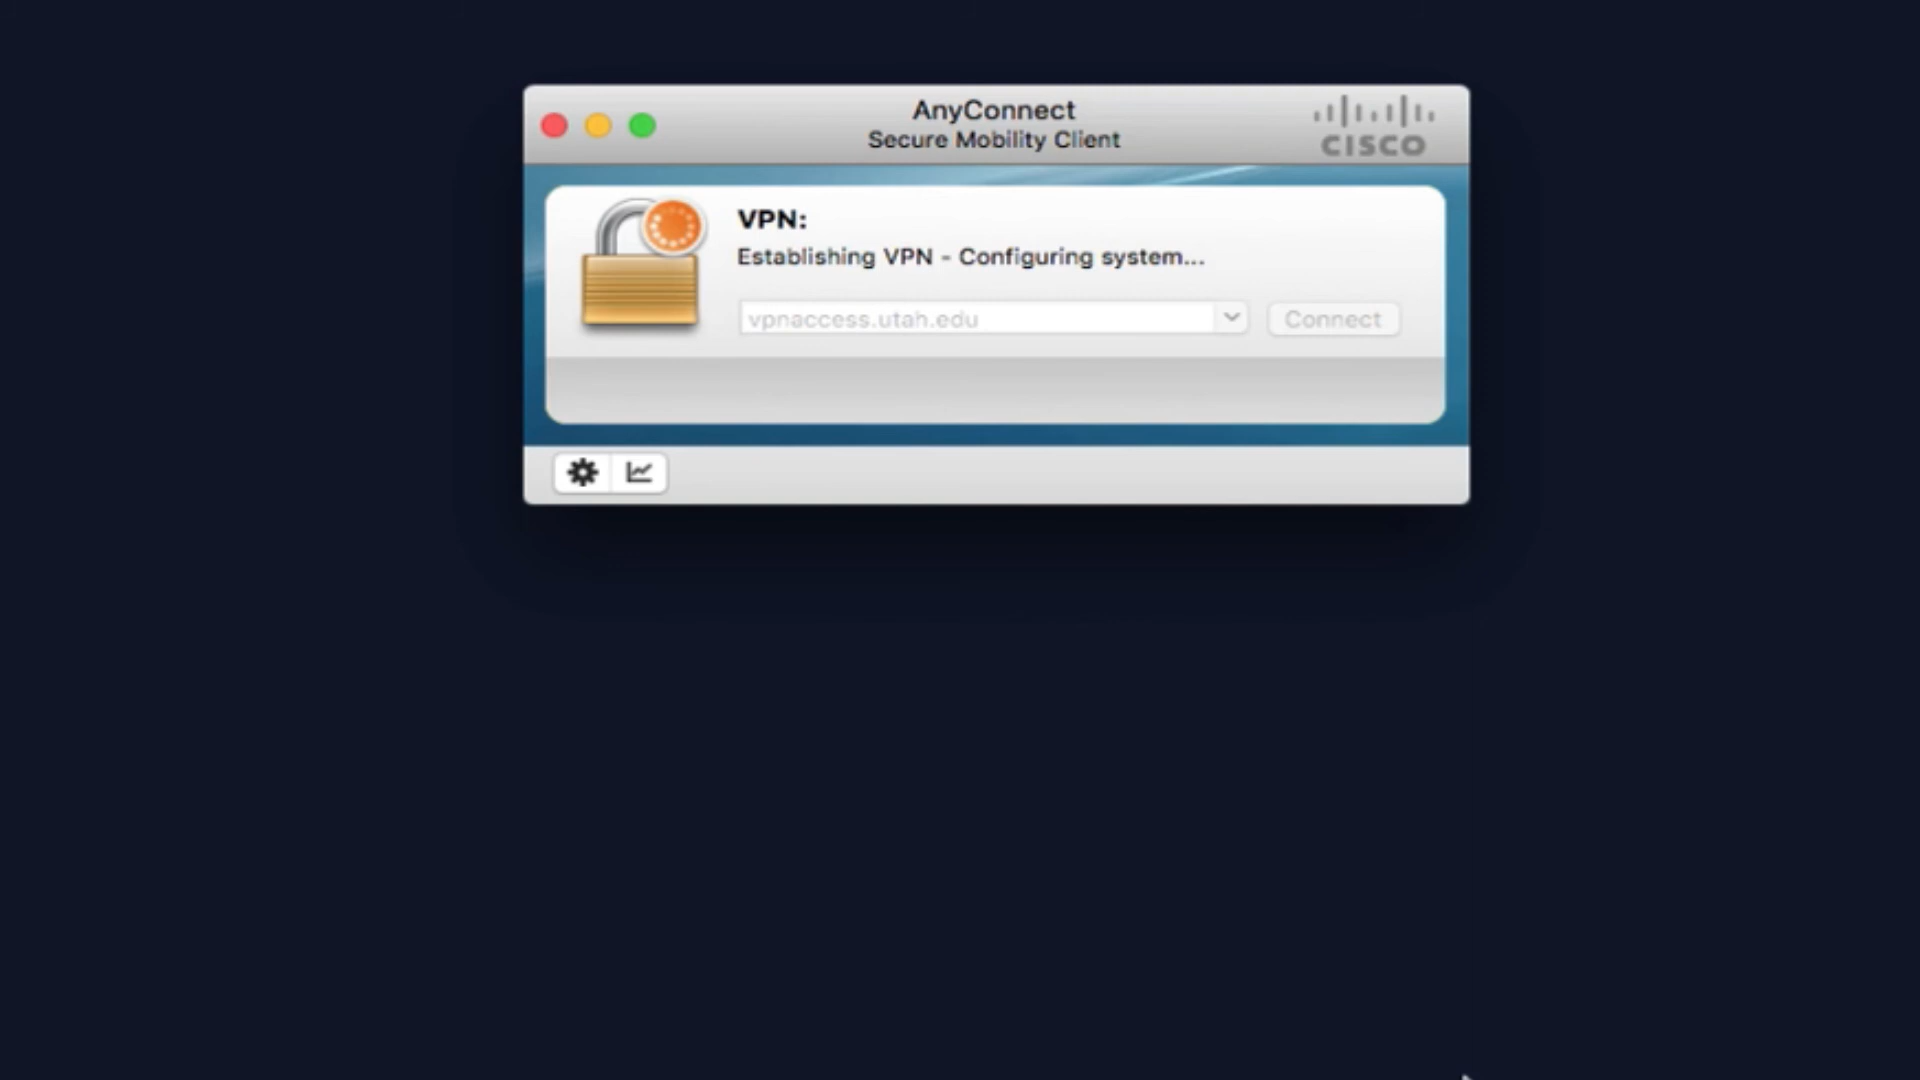 AnyConnect
Secure Mobility Client
CISCO
VPN:
Establishing VPN - Configuring system...
vpnaccess.utah.edu
Connect